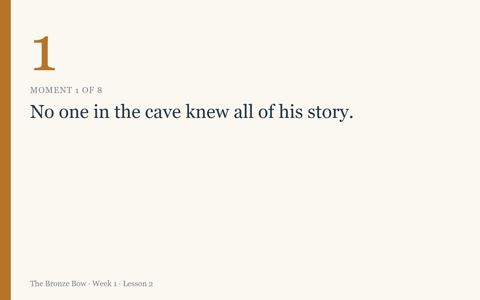 1
MOMENT 1 OF 8
No one in the cave knew all of his story.
The Bronze Bow · Week 1 · Lesson 2